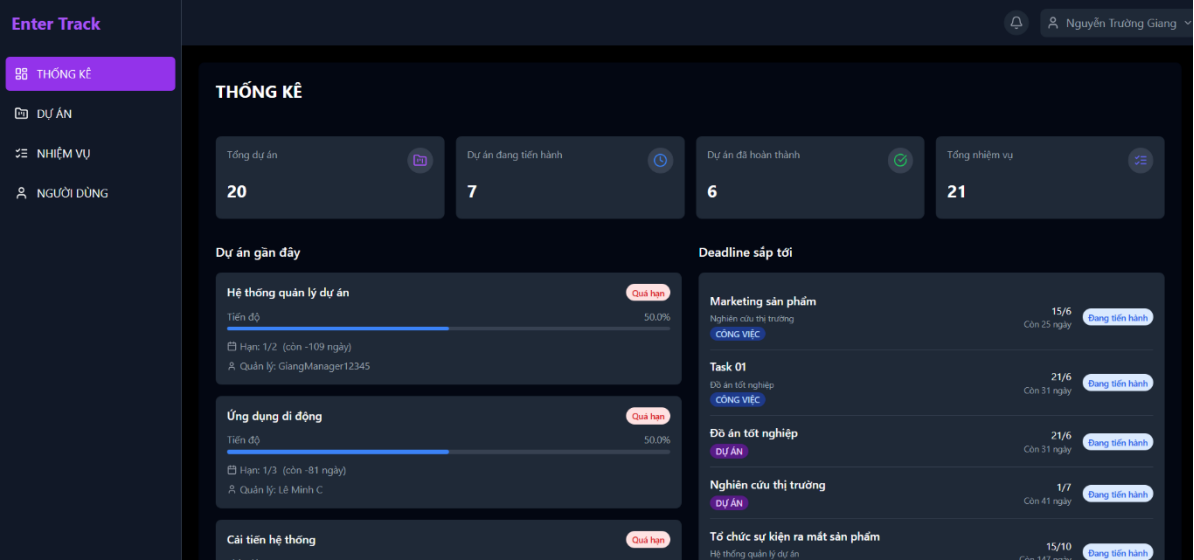 Enter Track
Nguyễn Trường Giang
THỐNG KÊ
DỰ ÁN
NHIỆM VỤ
NGƯỜI DÙNG
THỐNG KÊ
Tổng dự án
20
Dự án đang tiến hành
7
Dự án đã hoàn thành
6
Tổng nhiệm vụ
21
Dự án gần đây
Hệ thống quản lý dự án
Quá hạn
Tiến độ
50.0%
Hạn: 1/2 (còn -109 ngày)
Quản lý: GiangManager12345
Ứng dụng di động
Quá hạn
Tiến độ
50.0%
Hạn: 1/3 (còn -81 ngày)
Quản lý: Lê Minh C
Cải tiến hệ thống
Quá hạn
Deadline sắp tới
Marketing sản phẩm
Nghiên cứu thị trường
CÔNG VIỆC
15/6
Còn 25 ngày
Đang tiến hành
Task 01
Đồ án tốt nghiệp
CÔNG VIỆC
21/6
Còn 31 ngày
Đang tiến hành
Đồ án tốt nghiệp
DỰ ÁN
21/6
Còn 31 ngày
Đang tiến hành
Nghiên cứu thị trường
DỰ ÁN
1/7
Còn 41 ngày
Đang tiến hành
Tổ chức sự kiện ra mắt sản phẩm
Hệ thống quản lý dự án
15/10
Còn 147 ngày
Đang tiến hành